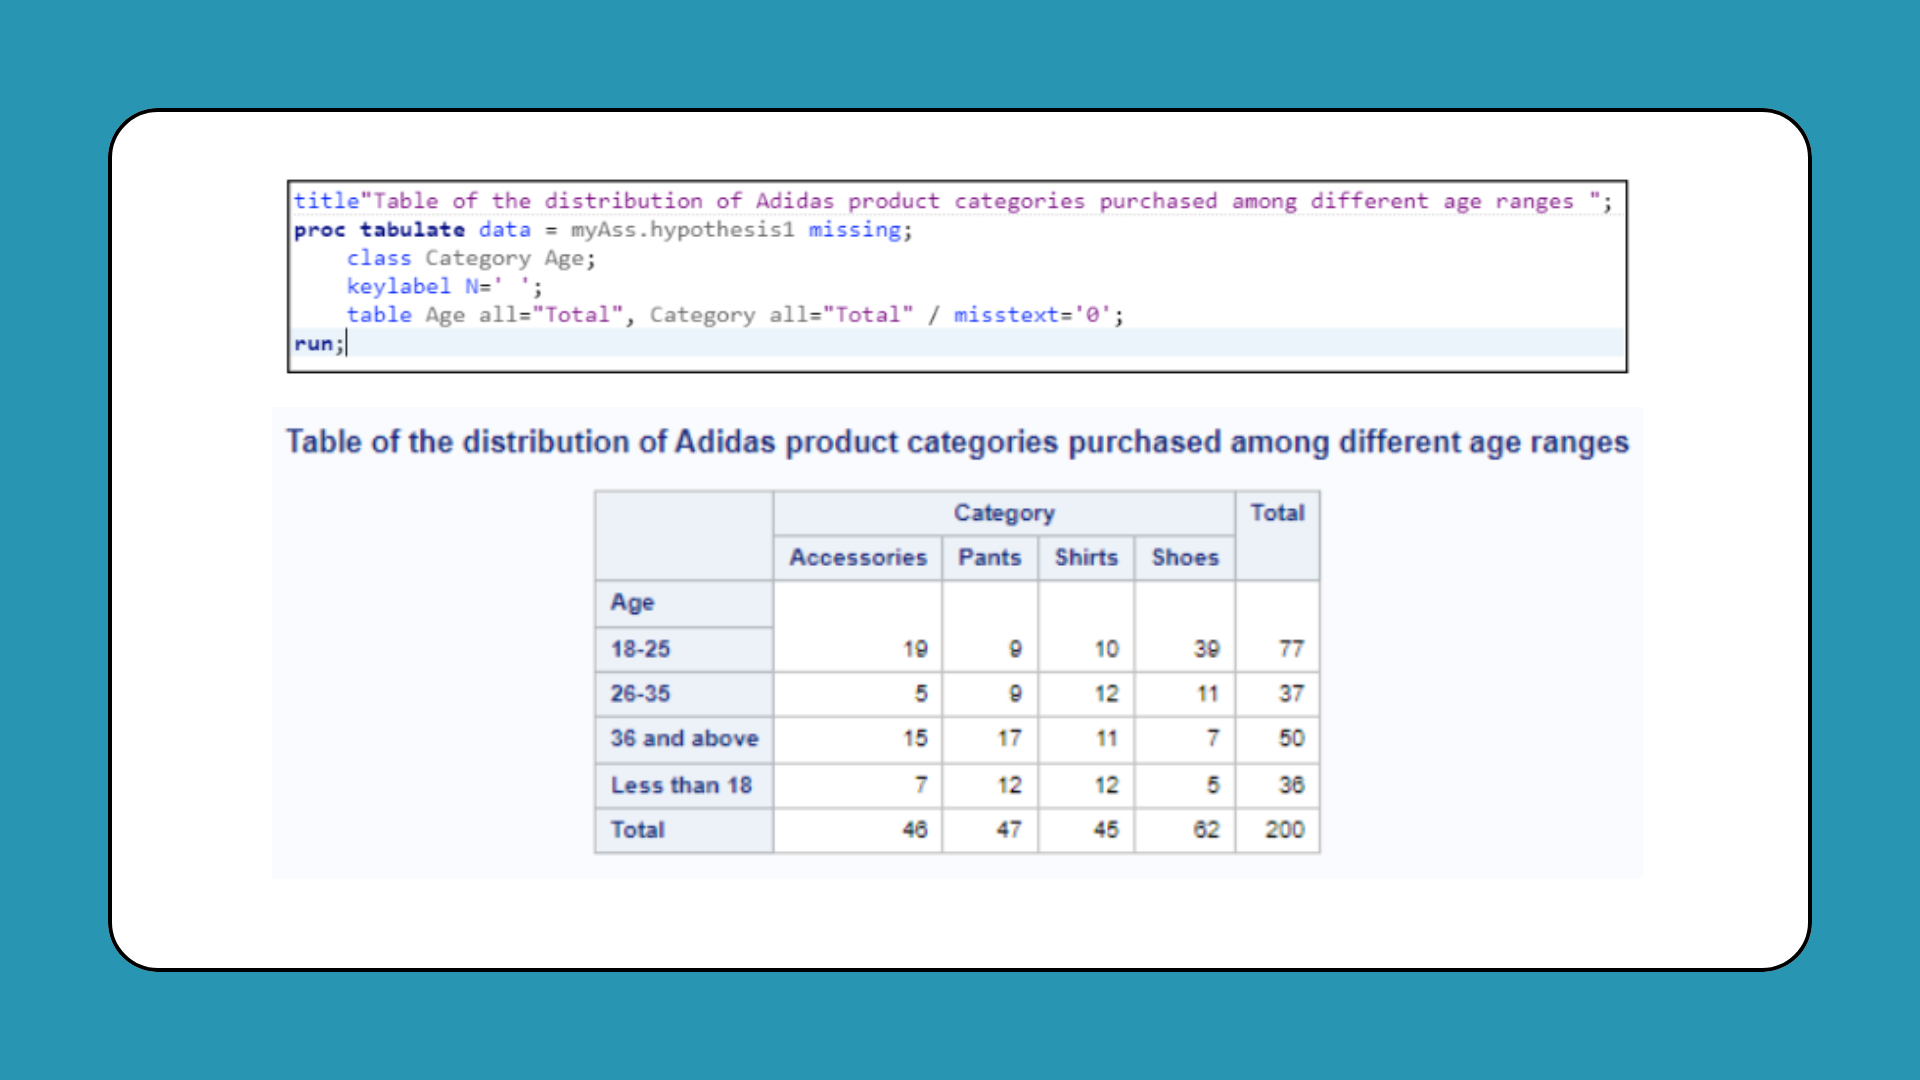 title"Table of the distribution of Adidas product categories purchased among different age ranges ";
proc tabulate data = myAss.hypothesis1 missing;
class Category Age;
keylabel N=' ';
table Age all="Total", Category all="Total" / misstext='0';
run;
Table of the distribution of Adidas product categories purchased among different age ranges
Category Total
Accessories Pants Shirts Shoes
Age
18-25 19 9 10 39 77
26-35 5 9 12 11 37
36 and above 15 17 11 7 50
Less than 18 7 12 12 5 36
Total 46 47 45 62 200